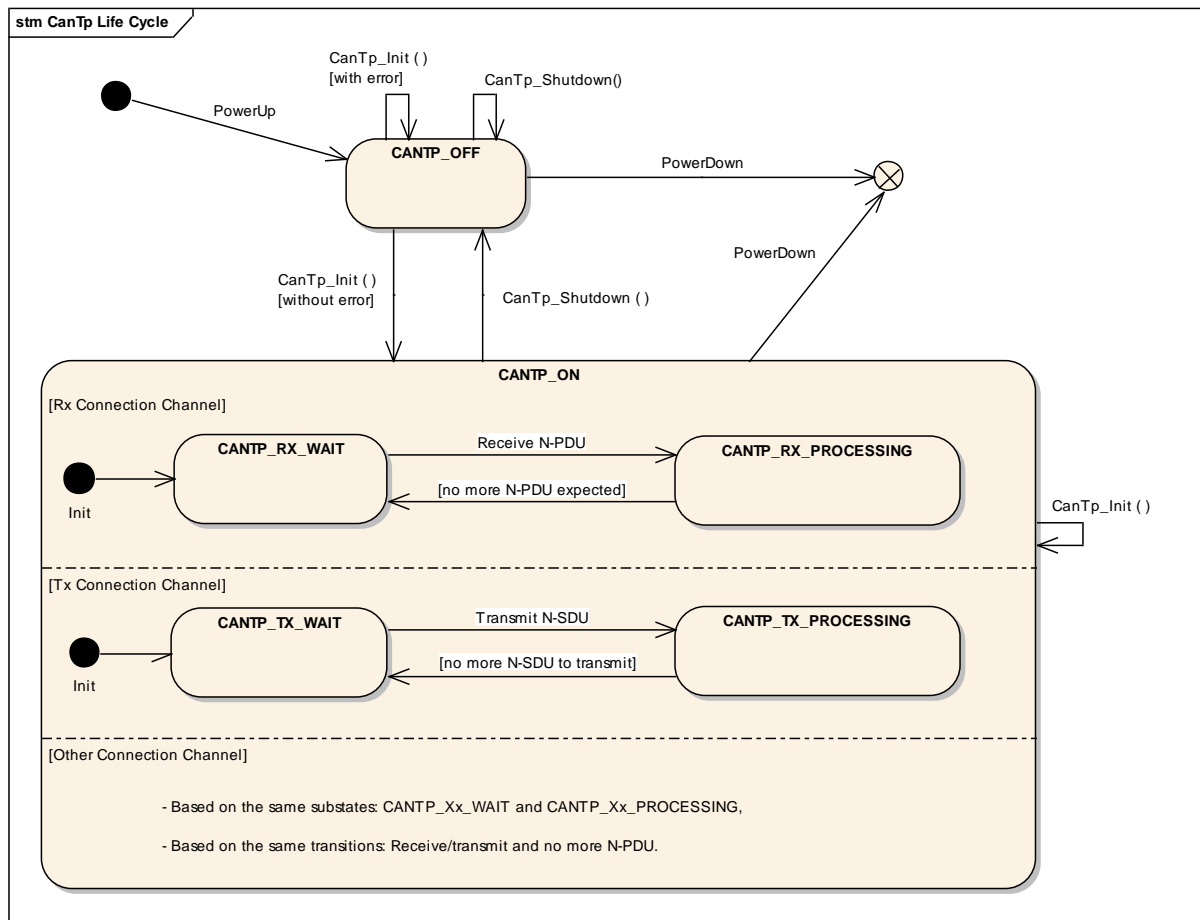 stm CanTp Life Cycle
CanTp_Init ( )
[with error]
CanTp_Shutdown()
PowerUp
CANTP_OFF
PowerDown
PowerDown
CanTp_Init ( )
[without error]
CanTp_Shutdown ( )
CANTP_ON
[Rx Connection Channel]
CANTP_RX_WAIT
Receive N-PDU
CANTP_RX_PROCESSING
[no more N-PDU expected]
Init
CanTp_Init ( )
[Tx Connection Channel]
CANTP_TX_WAIT
Transmit N-SDU
CANTP_TX_PROCESSING
[no more N-SDU to transmit]
Init
[Other Connection Channel]
- Based on the same substates: CANTP_Xx_WAIT and CANTP_Xx_PROCESSING,
- Based on the same transitions: Receive/transmit and no more N-PDU.